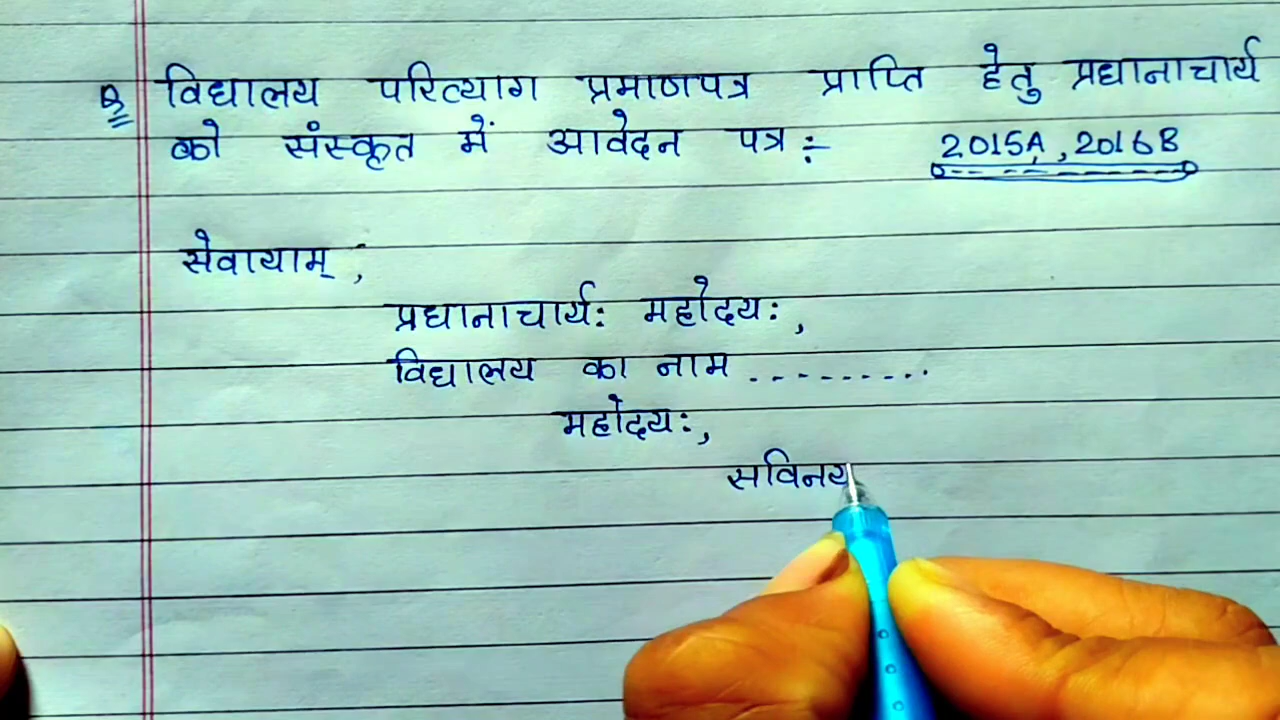 Q विद्यालय परित्याग प्रमाणपत्र प्राप्ति हेतु प्रधानाचार्य
को संस्कृत में आवेदन पत्र :-
2015A, 2016B
सेवायाम्,
प्रधानाचार्यः महोदयः,
विद्यालय का नाम .........
महोदयः,
सविनय